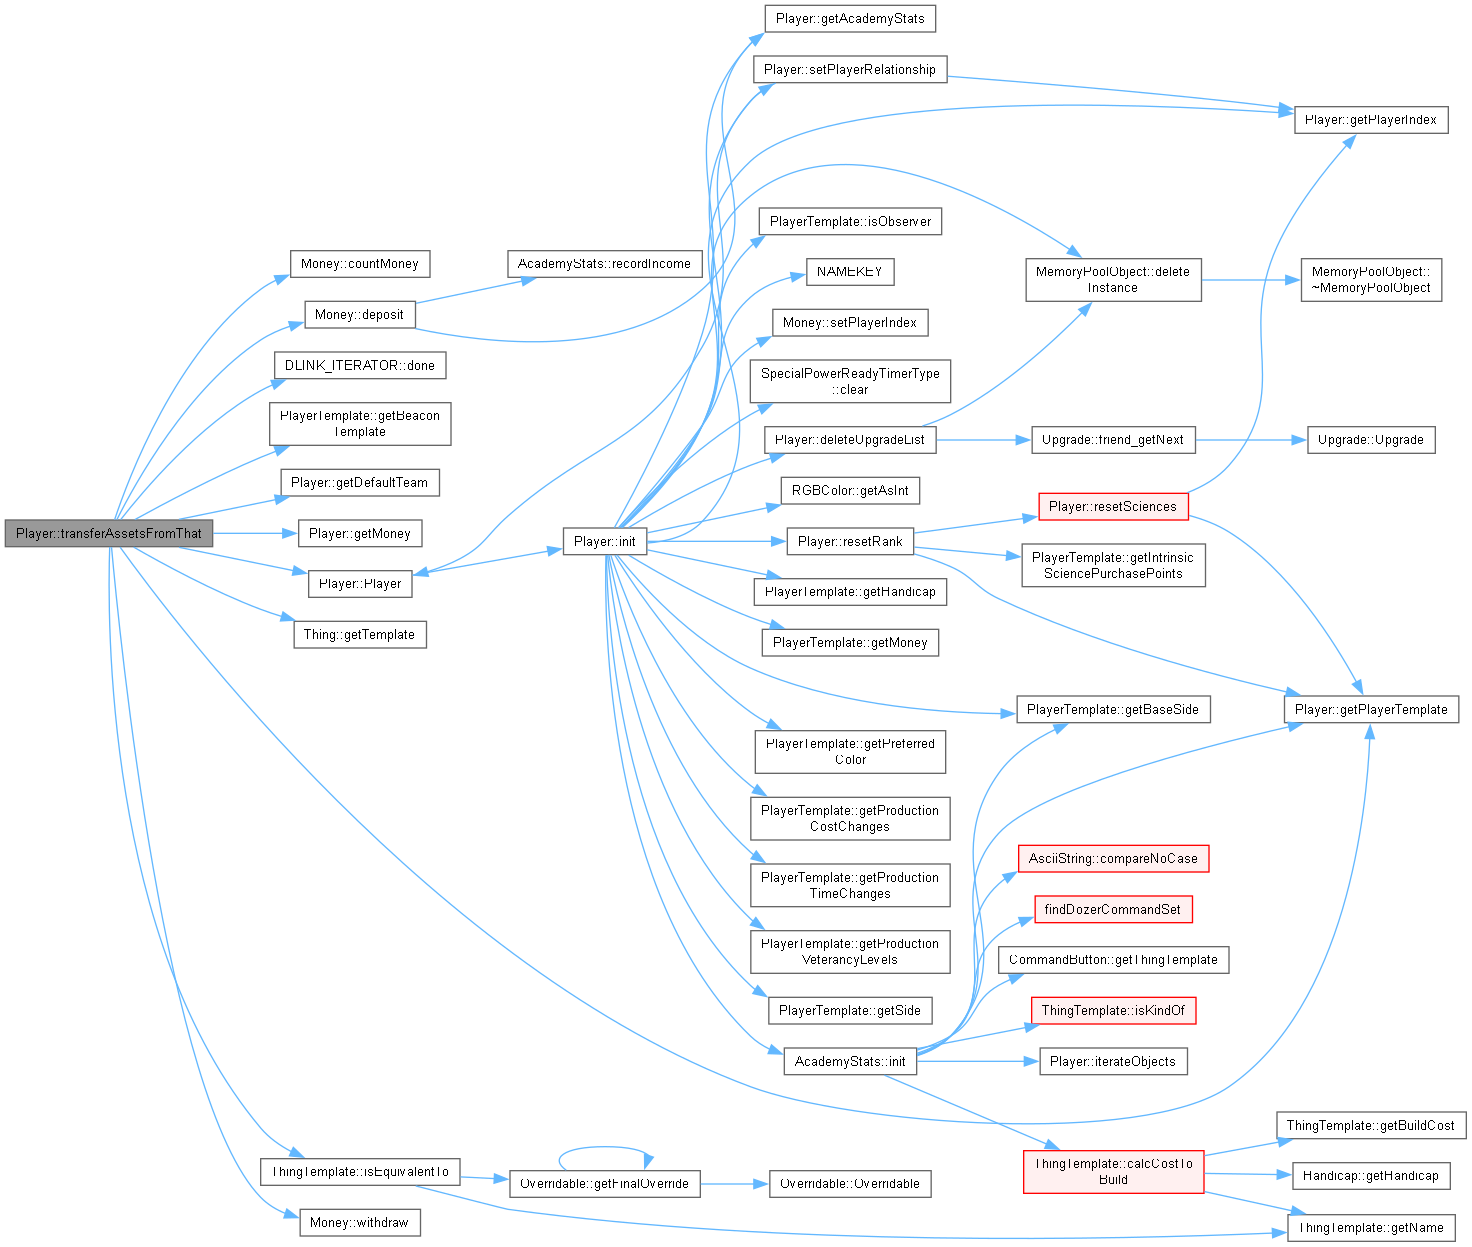 Player::transferAssetsFromThat
Money::countMoney
Money::deposit
DLINK_ITERATOR::done
PlayerTemplate::getBeacon
Template
Player::getDefaultTeam
Player::getMoney
Player::Player
Thing::getTemplate
ThingTemplate::isEquivalentTo
Money::withdraw
AcademyStats::recordIncome
Player::init
Overridable::getFinalOverride
Player::getAcademyStats
Player::setPlayerRelationship
PlayerTemplate::isObserver
NAMEKEY
Money::setPlayerIndex
SpecialPowerReadyTimerType
::clear
Player::deleteUpgradeList
RGBColor::getAsInt
Player::resetRank
PlayerTemplate::getHandicap
PlayerTemplate::getMoney
PlayerTemplate::getPreferred
Color
PlayerTemplate::getProduction
CostChanges
PlayerTemplate::getProduction
TimeChanges
PlayerTemplate::getProduction
VeterancyLevels
PlayerTemplate::getSide
AcademyStats::init
Overridable::Overridable
MemoryPoolObject::delete
Instance
Upgrade::friend_getNext
Player::resetSciences
PlayerTemplate::getIntrinsic
SciencePurchasePoints
PlayerTemplate::getBaseSide
AsciiString::compareNoCase
findDozerCommandSet
CommandButton::getThingTemplate
ThingTemplate::isKindOf
Player::iterateObjects
ThingTemplate::calcCostTo
Build
Player::getPlayerIndex
MemoryPoolObject::
~MemoryPoolObject
Upgrade::Upgrade
Player::getPlayerTemplate
ThingTemplate::getBuildCost
Handicap::getHandicap
ThingTemplate::getName